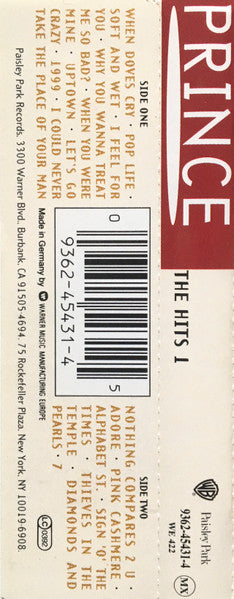 PRINCE
THE HITS 1
WB
Paisley Park
9362-45431-4
WE 422
MX
SIDE ONE
WHEN DOVES CRY · POP LIFE ·
SOFT AND WET · I FEEL FOR
YOU · WHY YOU WANNA TREAT
ME SO BAD? · WHEN YOU WERE
MINE · UPTOWN · LET'S GO
CRAZY · 1999 · I COULD NEVER
TAKE THE PLACE OF YOUR MAN
SIDE TWO
NOTHING COMPARES 2 U ·
ADORE · PINK CASHMERE ·
ALPHABET ST. · SIGN 'O' THE
TIMES · THIEVES IN THE
TEMPLE · DIAMONDS AND
PEARLS · 7
0 9362-45431-4 5
Made in Germany by W WARNER MUSIC MANUFACTURING EUROPE
LC 0392
Paisley Park Records, 3300 Warner Blvd., Burbank, CA 91505-4694. 75 Rockefeller Plaza, New York, NY 10019-6908.